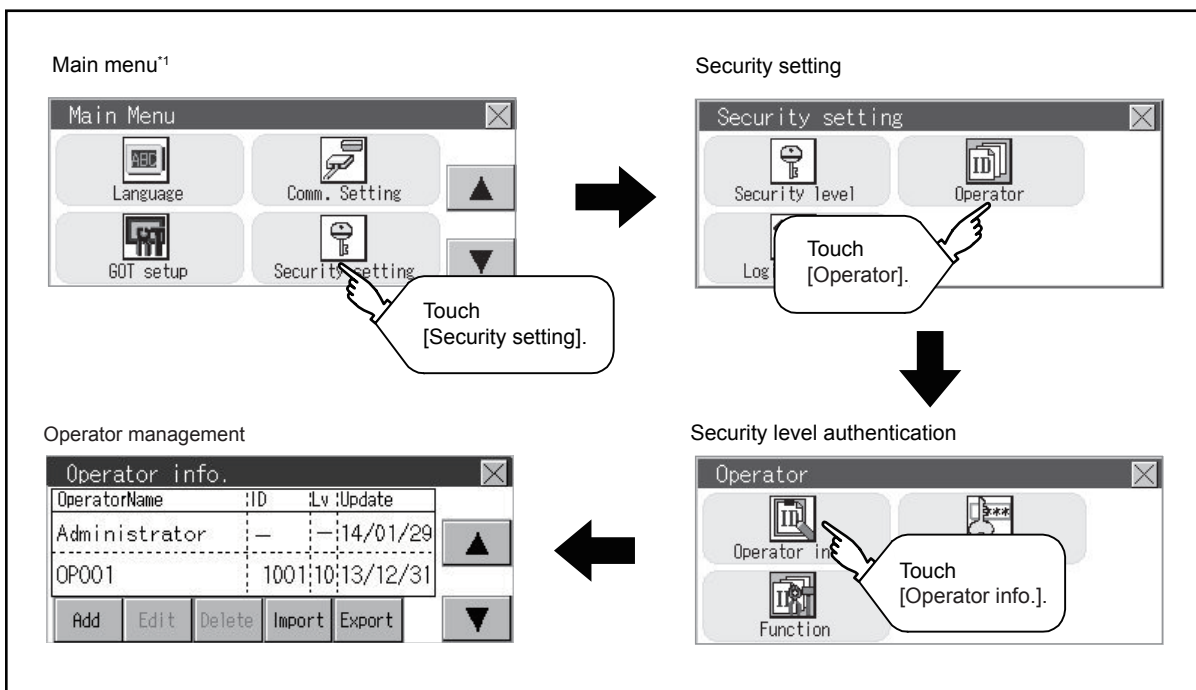 Main menu*1
Main Menu
Language
Comm. Setting
GOT setup
Security setting
Touch
[Security setting].
Security setting
Security setting
Security level
Operator
Log
Touch
[Operator].
Security level authentication
Operator
Operator in
Function
Touch
[Operator info.].
Operator management
Operator info.
OperatorName ID Lv Update
Administrator — — 14/01/29
OP001 1001 10 13/12/31
Add Edit Delete Import Export